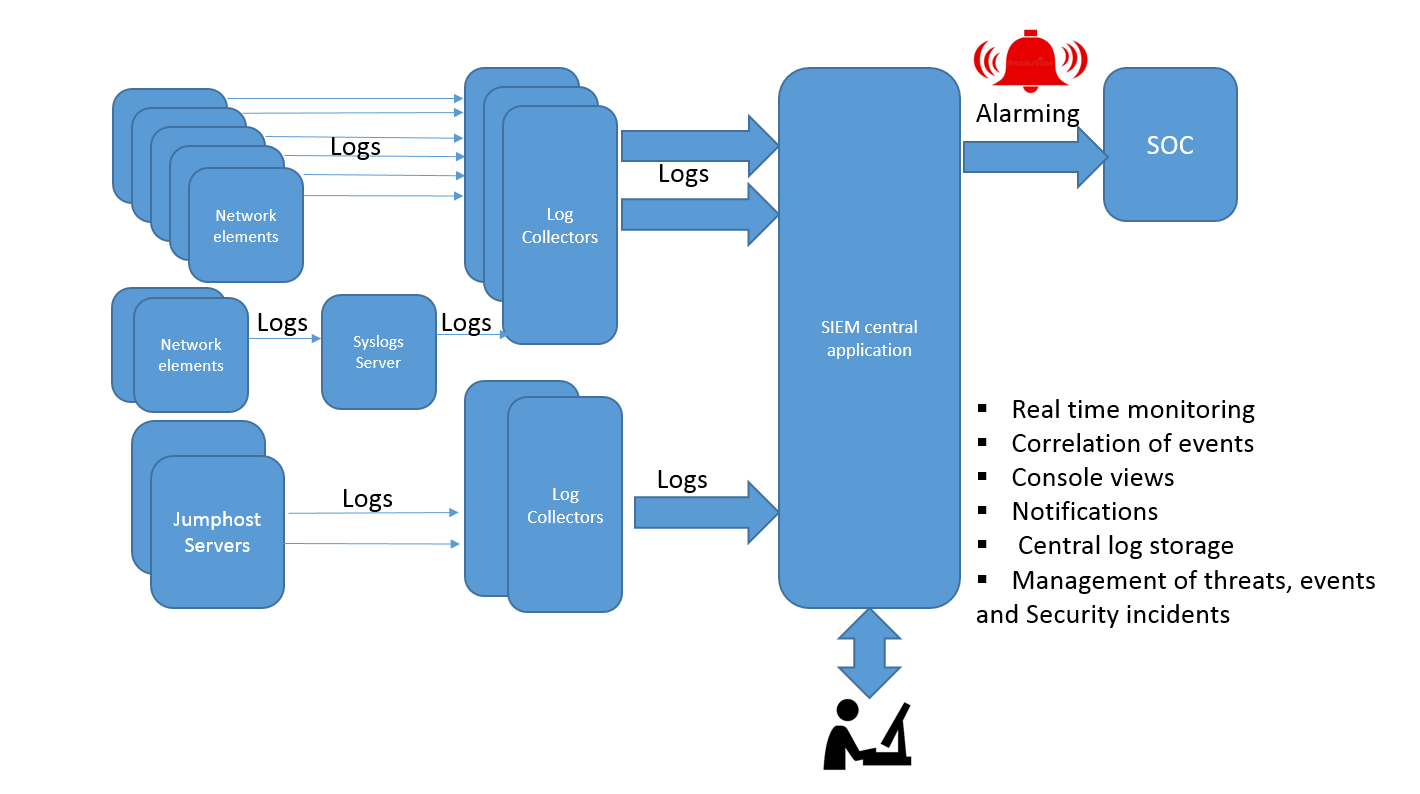 Alarming
SOC
Logs
Network
elements
Log
Collectors
Logs
Network
elements
Logs
Syslogs
Server
Logs
SIEM central
application
Jumphost
Servers
Logs
Log
Collectors
Logs
▪ Real time monitoring
▪ Correlation of events
▪ Console views
▪ Notifications
▪ Central log storage
▪ Management of threats, events
and Security incidents